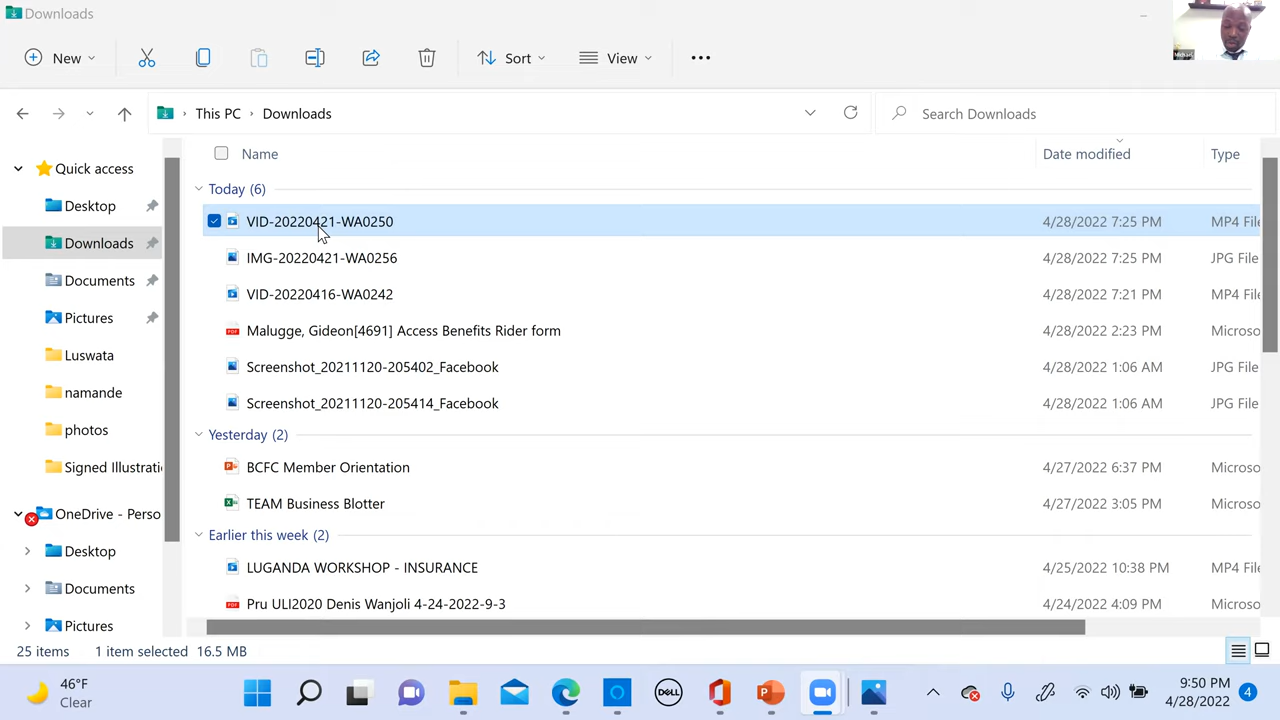 Downloads
New
Sort
View
This PC
Downloads
Search Downloads
Name
Date modified
Type
Quick access
Desktop
Downloads
Documents
Pictures
Luswata
namande
photos
Signed Illustrati
OneDrive - Perso
Desktop
Documents
Pictures
Today (6)
VID-20220421-WA0250 4/28/2022 7:25 PM MP4 File
IMG-20220421-WA0256 4/28/2022 7:25 PM JPG File
VID-20220416-WA0242 4/28/2022 7:21 PM MP4 File
PDF Malugge, Gideon[4691] Access Benefits Rider form 4/28/2022 2:23 PM Microso
Screenshot_20211120-205402_Facebook 4/28/2022 1:06 AM JPG File
Screenshot_20211120-205414_Facebook 4/28/2022 1:06 AM JPG File
Yesterday (2)
BCFC Member Orientation 4/27/2022 6:37 PM Microso
TEAM Business Blotter 4/27/2022 3:05 PM Microso
Earlier this week (2)
LUGANDA WORKSHOP - INSURANCE 4/25/2022 10:38 PM MP4 File
PDF Pru ULI2020 Denis Wanjoli 4-24-2022-9-3 4/24/2022 4:09 PM Microso
25 items 1 item selected 16.5 MB
46°F
Clear
DELL
9:50 PM
4/28/2022
4